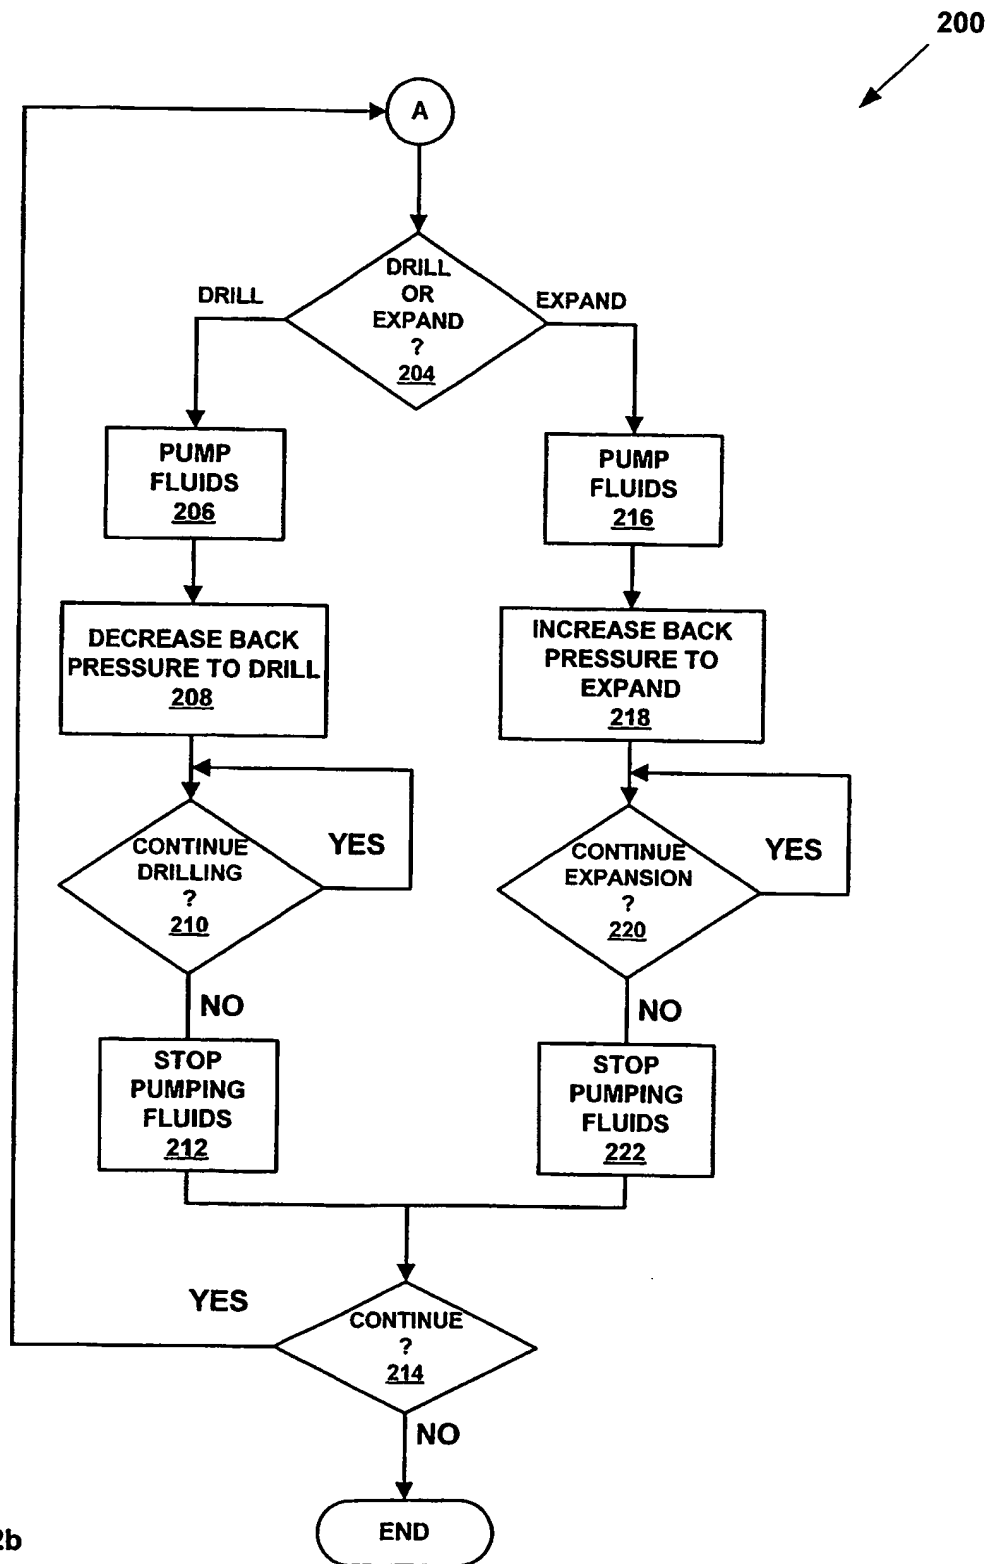 200
A
DRILL
OR
EXPAND
?
204
DRILL
EXPAND
PUMP
FLUIDS
206
PUMP
FLUIDS
216
DECREASE BACK
PRESSURE TO DRILL
208
INCREASE BACK
PRESSURE TO
EXPAND
218
CONTINUE
DRILLING
?
210
YES
CONTINUE
EXPANSION
?
220
YES
NO
NO
STOP
PUMPING
FLUIDS
212
STOP
PUMPING
FLUIDS
222
YES
CONTINUE
?
214
NO
END
2b